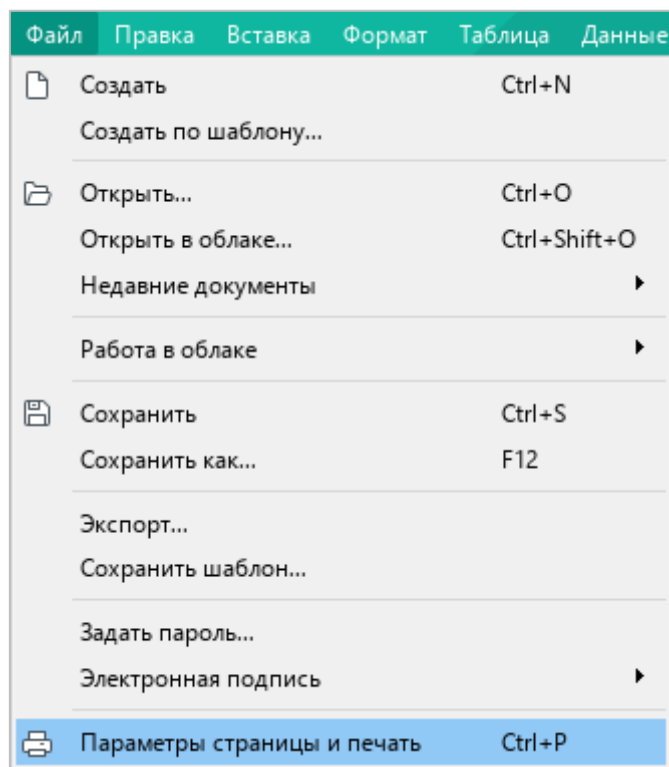 Файл Правка Вставка Формат Таблица Данные
Создать Ctrl+N
Создать по шаблону...
Открыть... Ctrl+O
Открыть в облаке... Ctrl+Shift+O
Недавние документы
Работа в облаке
Сохранить Ctrl+S
Сохранить как... F12
Экспорт...
Сохранить шаблон...
Задать пароль...
Электронная подпись
Параметры страницы и печать Ctrl+P